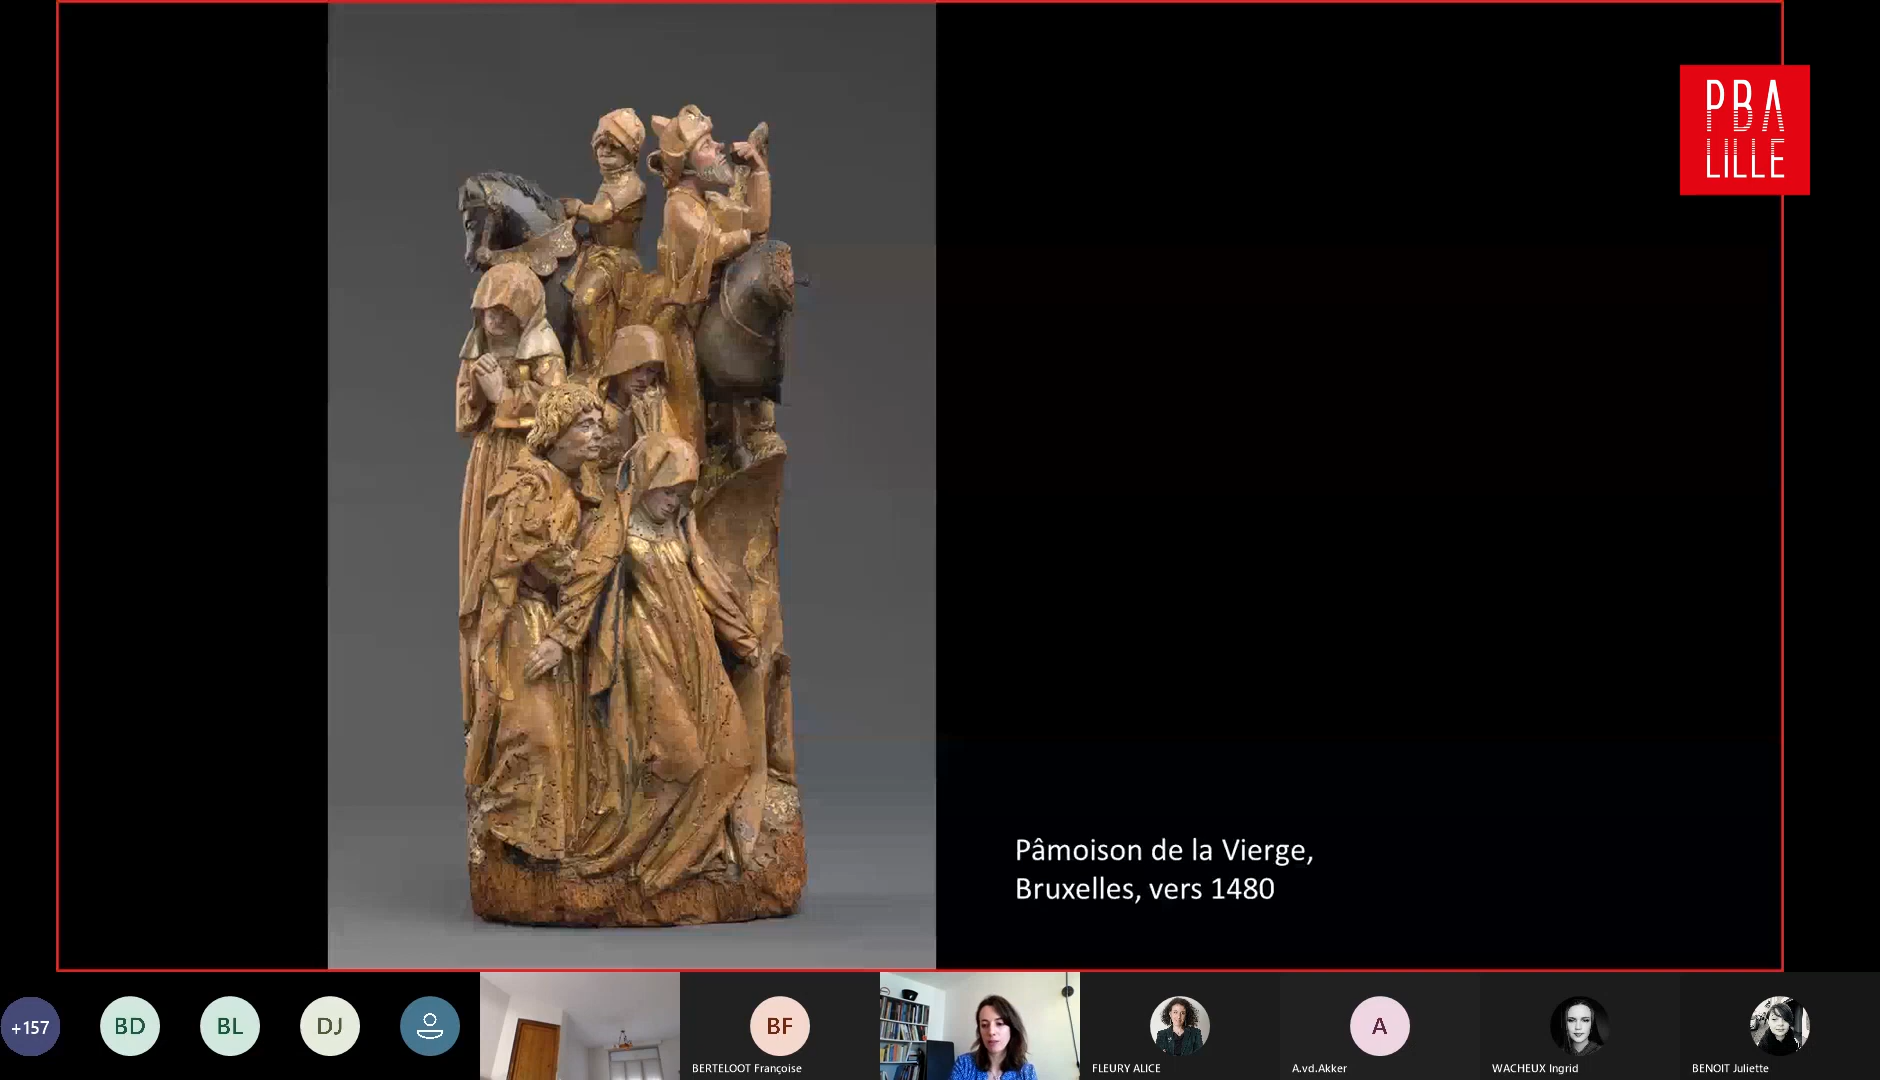 PBA
LILLE
Pâmoison de la Vierge,
Bruxelles, vers 1480
+157
BD
BL
DJ
BF
BERTELOOT Françoise
FLEURY ALICE
A
A.vd.Akker
WACHEUX Ingrid
BENOIT Juliette